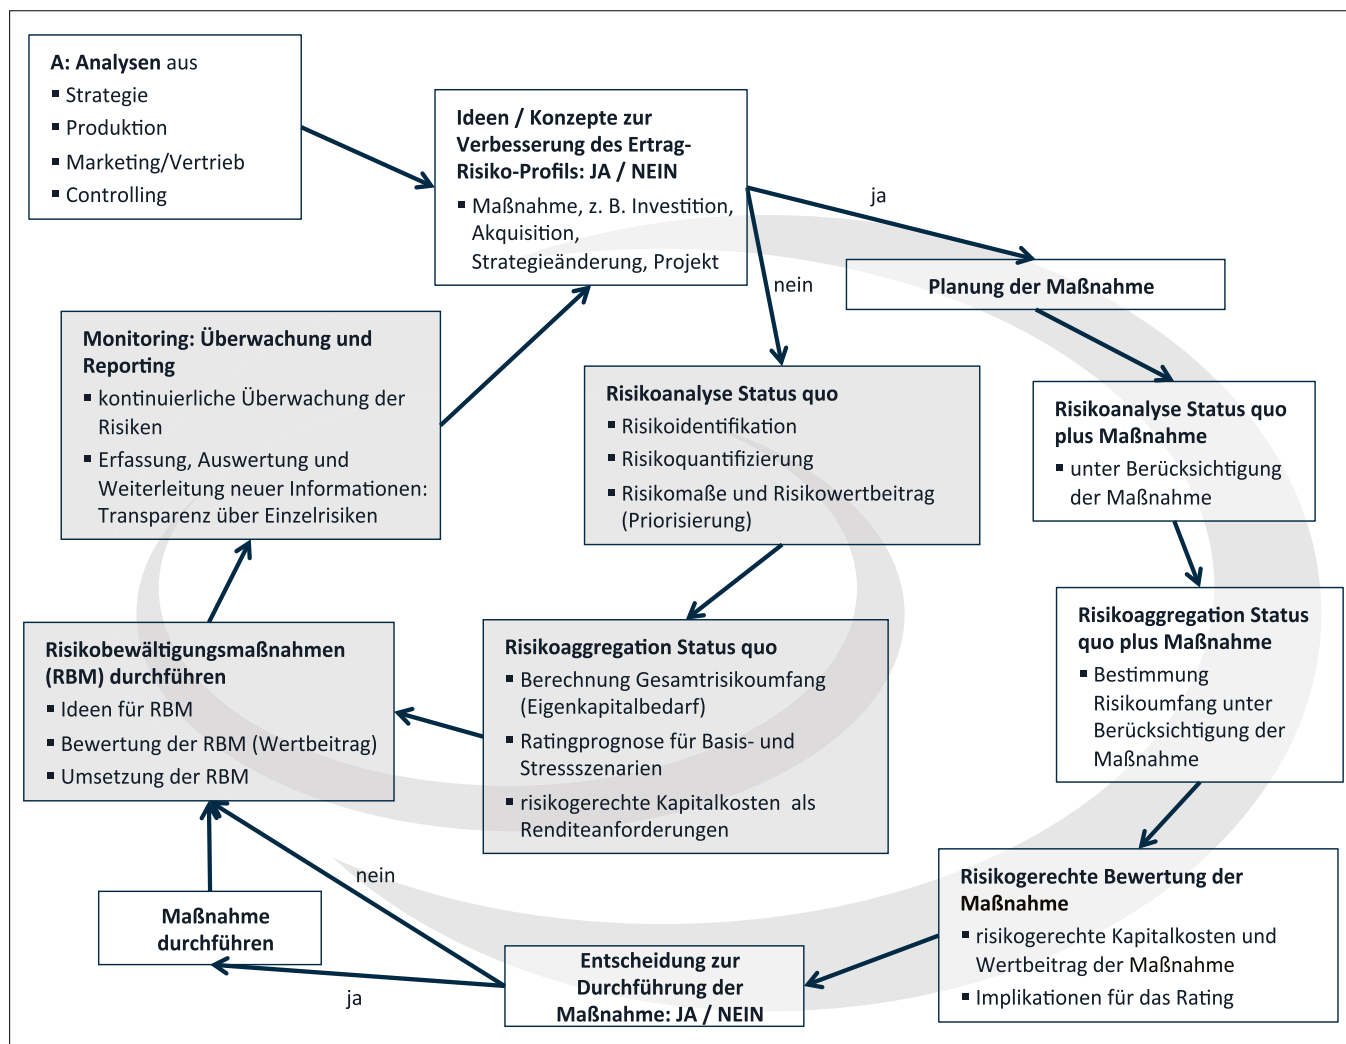 A: Analysen aus
▪ Strategie
▪ Produktion
▪ Marketing/Vertrieb
▪ Controlling
Ideen / Konzepte zur
Verbesserung des Ertrag-
Risiko-Profils: JA / NEIN
▪ Maßnahme, z. B. Investition,
Akquisition,
Strategieänderung, Projekt
ja
nein
Planung der Maßnahme
Monitoring: Überwachung und
Reporting
▪ kontinuierliche Überwachung der
Risiken
▪ Erfassung, Auswertung und
Weiterleitung neuer Informationen:
Transparenz über Einzelrisiken
Risikoanalyse Status quo
▪ Risikoidentifikation
▪ Risikoquantifizierung
▪ Risikomaße und Risikowertbeitrag
(Priorisierung)
Risikoanalyse Status quo
plus Maßnahme
▪ unter Berücksichtigung
der Maßnahme
Risikobewältigungsmaßnahmen
(RBM) durchführen
▪ Ideen für RBM
▪ Bewertung der RBM (Wertbeitrag)
▪ Umsetzung der RBM
Risikoaggregation Status quo
▪ Berechnung Gesamtrisikoumfang
(Eigenkapitalbedarf)
▪ Ratingprognose für Basis- und
Stressszenarien
▪ risikogerechte Kapitalkosten als
Renditeanforderungen
Risikoaggregation Status
quo plus Maßnahme
▪ Bestimmung
Risikoumfang unter
Berücksichtigung der
Maßnahme
nein
Maßnahme
durchführen
ja
Entscheidung zur
Durchführung der
Maßnahme: JA / NEIN
Risikogerechte Bewertung der
Maßnahme
▪ risikogerechte Kapitalkosten und
Wertbeitrag der Maßnahme
▪ Implikationen für das Rating